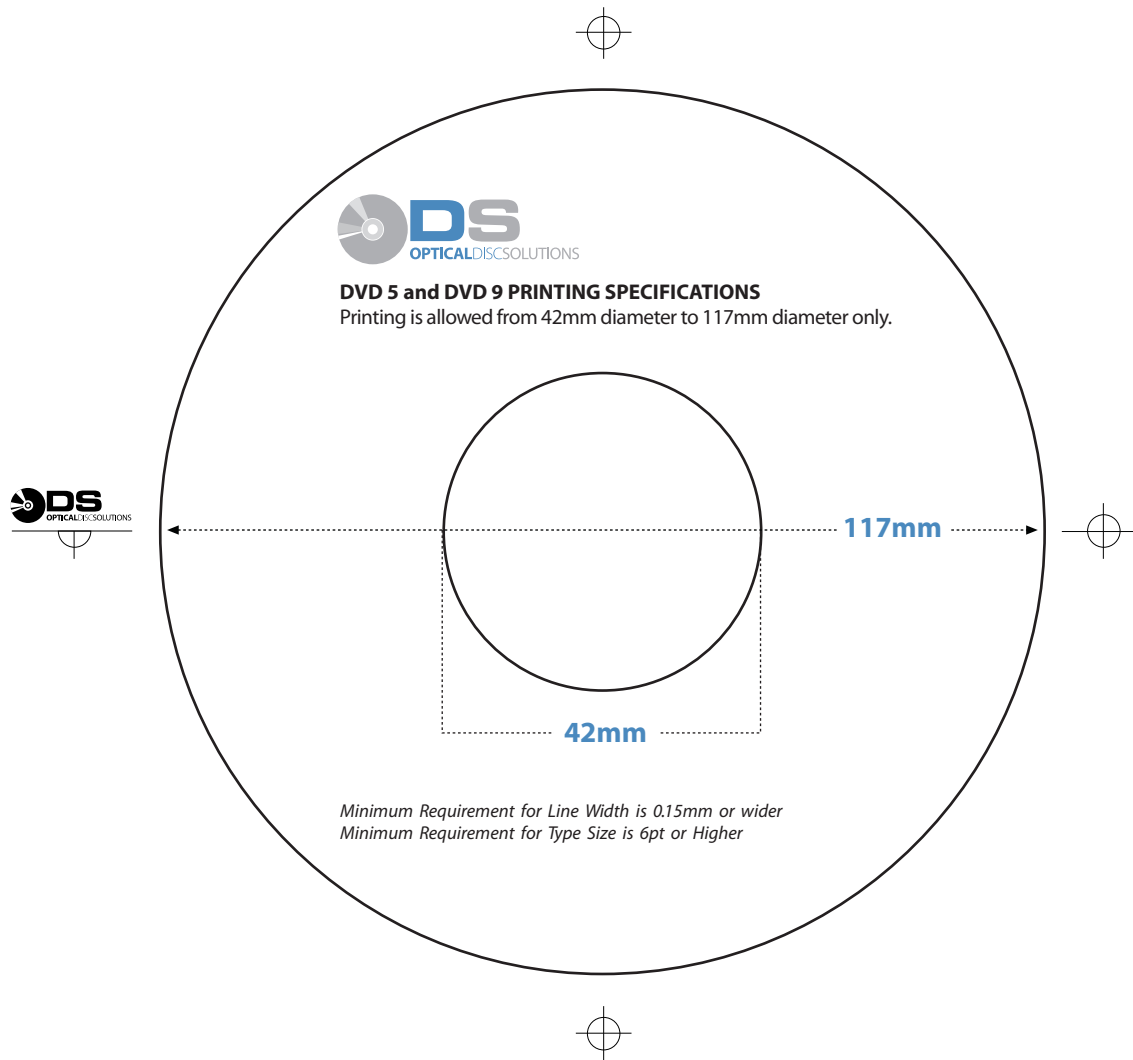 DS
OPTICALDISCSOLUTIONS
DVD 5 and DVD 9 PRINTING SPECIFICATIONS
Printing is allowed from 42mm diameter to 117mm diameter only.
DS
OPTICALDISCSOLUTIONS
117mm
42mm
Minimum Requirement for Line Width is 0.15mm or wider
Minimum Requirement for Type Size is 6pt or Higher